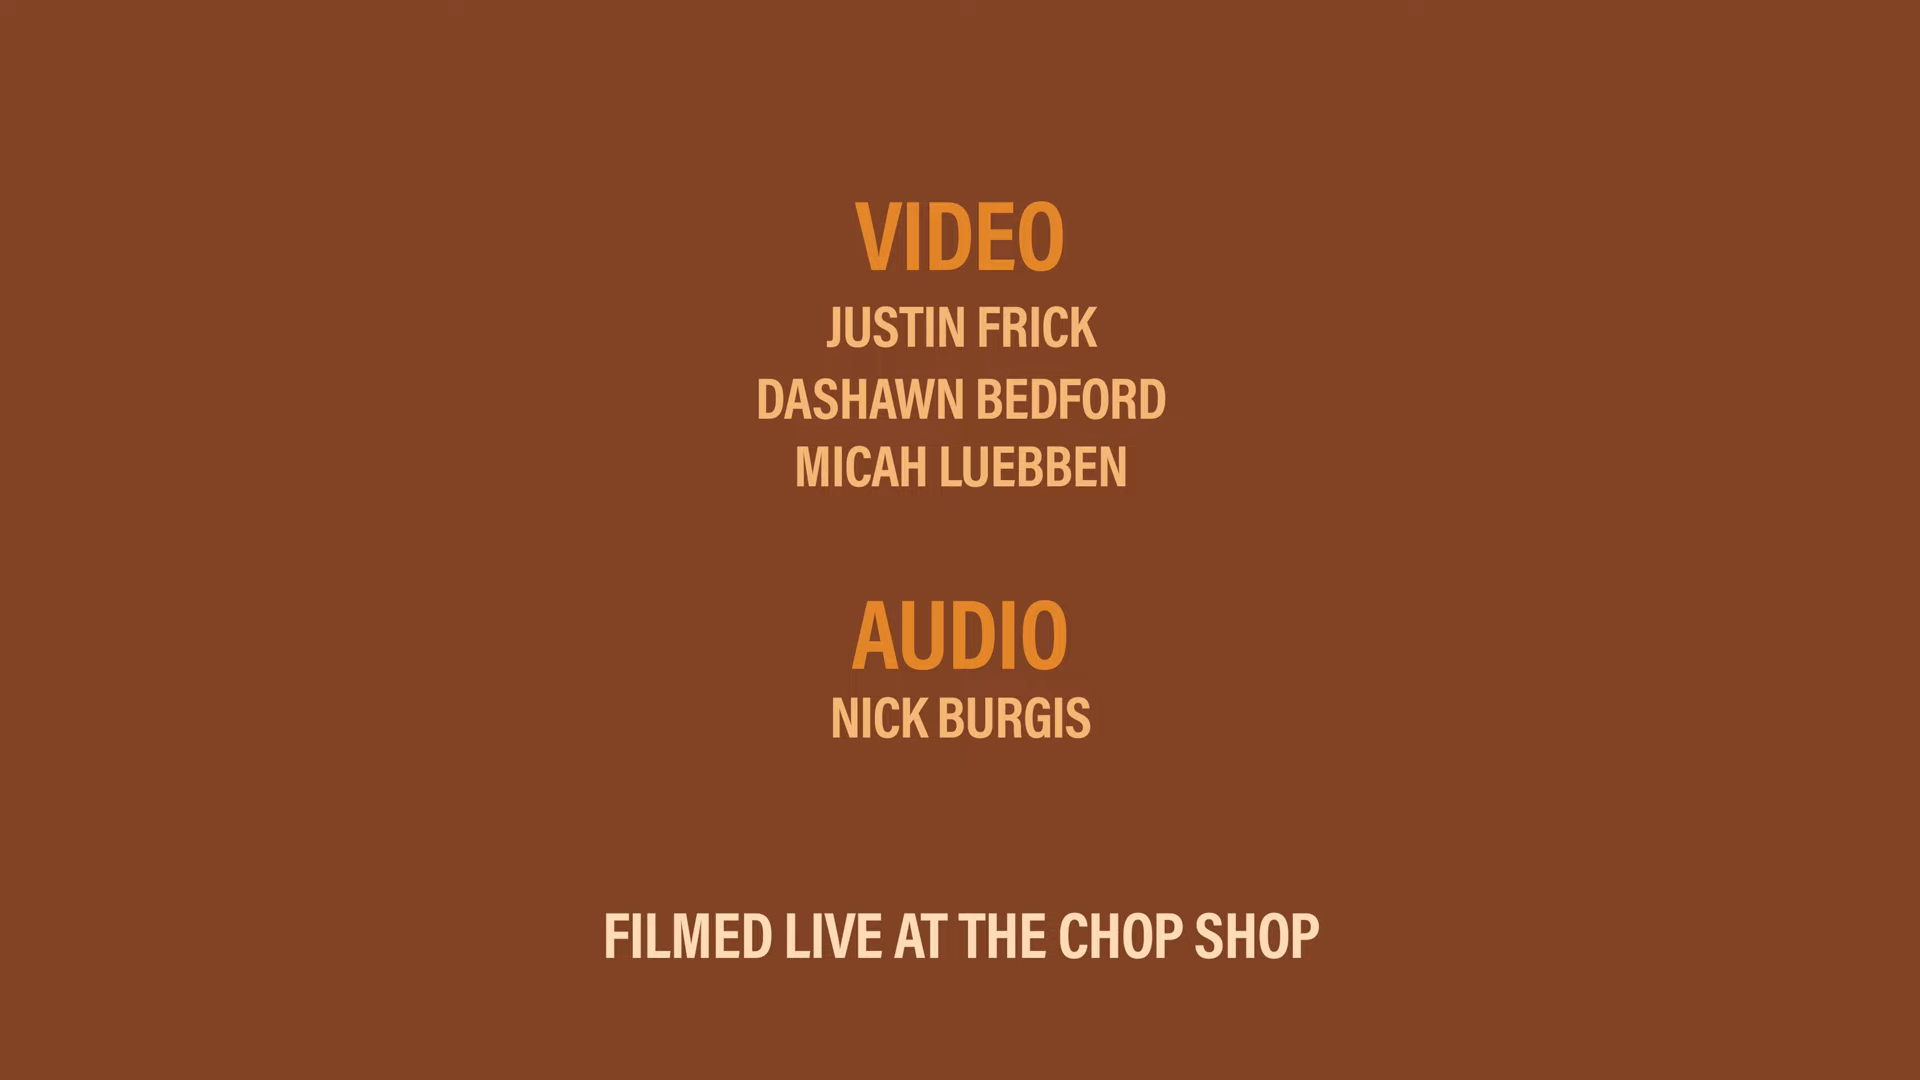 VIDEO
JUSTIN FRICK
DASHAWN BEDFORD
MICAH LUEBBEN
AUDIO
NICK BURGIS
FILMED LIVE AT THE CHOP SHOP